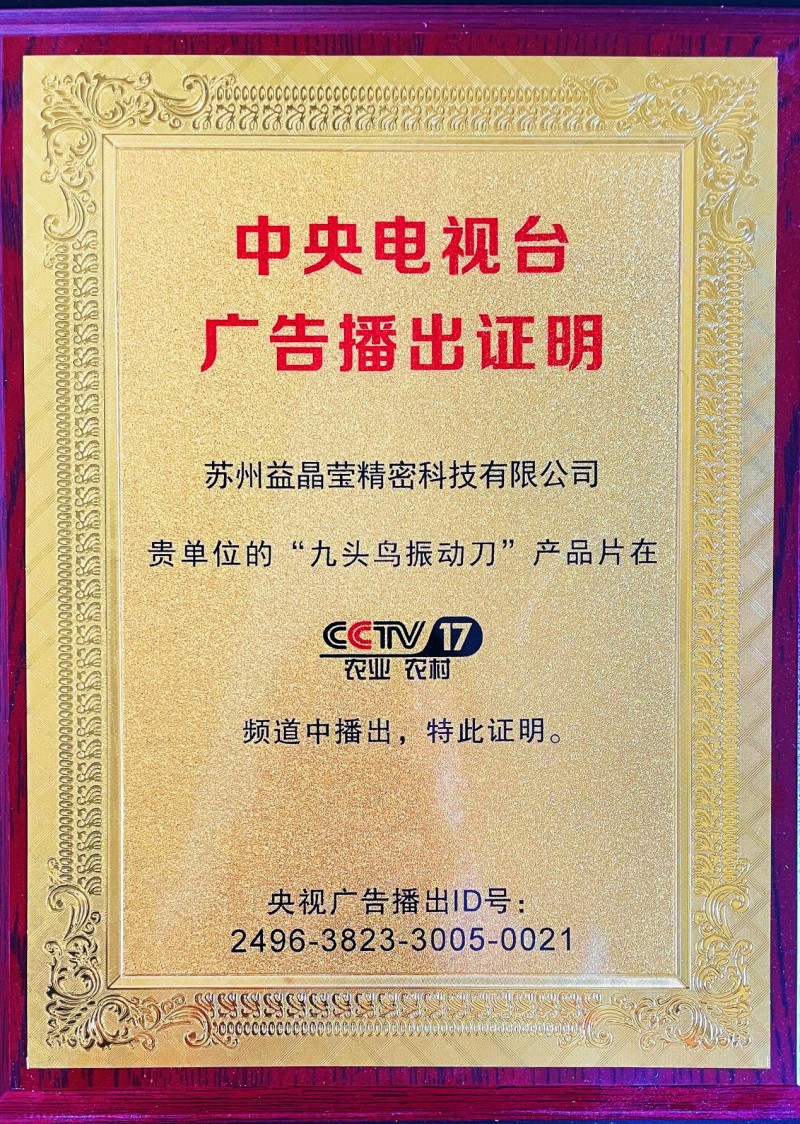 中央电视台
广告播出证明
苏州益晶莹精密科技有限公司
贵单位的“九头鸟振动刀”产品片在
CCTV 17
农业 农村
频道中播出，特此证明。
央视广告播出ID号：
2496-3823-3005-0021